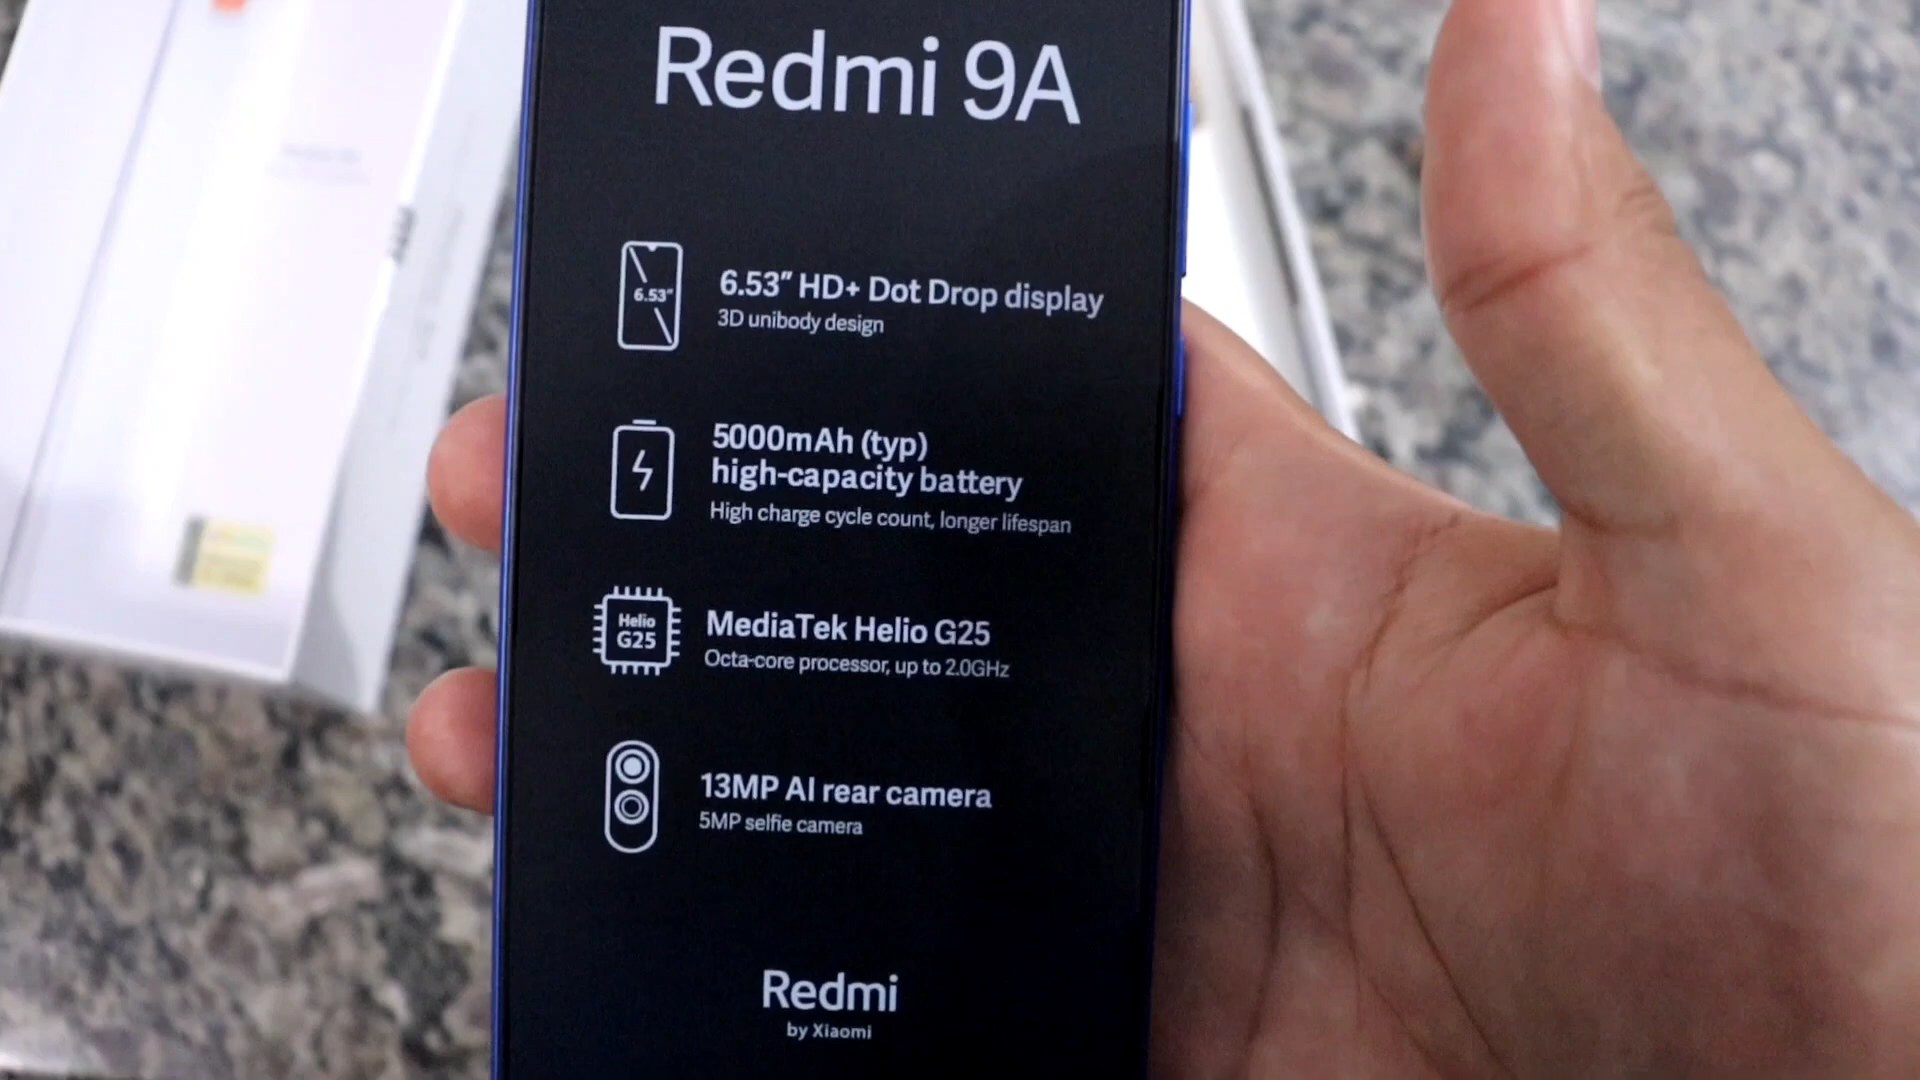 Redmi 9A
6.53"
6.53" HD+ Dot Drop display
3D unibody design
5000mAh (typ)
high-capacity battery
High charge cycle count, longer lifespan
Helio
G25
MediaTek Helio G25
Octa-core processor, up to 2.0GHz
13MP AI rear camera
5MP selfie camera
Redmi
by Xiaomi